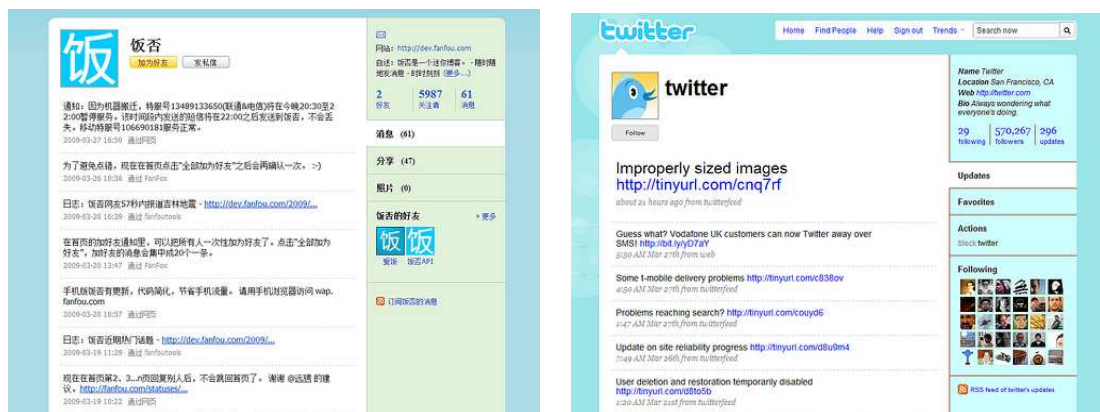 饭
饭否
加为好友 发私信
通知：因为机器搬迁，特服号13489133650(联通&电信)将在今晚20:30至2
2:00暂停服务。该时间段内发送的短信将在22:00之后发送到饭否，不会丢
失。移动特服号106690181服务正常。
2009-03-27 16:50 通过网页
为了避免点错，现在在首页点击"全部加为好友"之后会再确认一次。 :-)
2009-03-26 10:36 通过 FanFox
日志：饭否网友57秒内报道吉林地震 - http://dev.fanfou.com/2009/...
2009-03-20 16:29 通过 fanfoutools
在首页的加好友通知里，可以把所有人一次性加为好友了。点击"全部加为
好友"，加好友的消息会集中成20个一条。
2009-03-20 13:47 通过 FanFox
手机版饭否有更新，代码简化，节省手机流量。 请用手机浏览器访问 wap.
fanfou.com
2009-03-20 10:57 通过网页
日志：饭否近期热门话题 - http://dev.fanfou.com/2009/...
2009-03-19 11:29 通过 fanfoutools
现在在首页第2、3...n页回复别人后，不会跳回首页了。 谢谢 @远遇 的建
议。http://fanfou.com/statuses/...
2009-03-19 10:22 通过网页
网站：http://dev.fanfou.com
自述：饭否是一个迷你博客。 · 随时随
地发消息 · 时时刻刻 (更多...)
2 5987 61
好友 关注者 消息
消息 (61)
分享 (47)
照片 (0)
饭否的好友 » 更多
饭 饭
爱饭 饭否API
订阅饭否的消息
twitter
Home Find People Help Sign out Trends Search now
twitter
Follow
Improperly sized images
http://tinyurl.com/cnq7rf
about 21 hours ago from twitterfeed
Guess what? Vodafone UK customers can now Twitter away over
SMS! http://bit.ly/yD7aY
5:50 AM Mar 27th from web
Some t-mobile delivery problems http://tinyurl.com/c838ov
4:50 AM Mar 27th from twitterfeed
Problems reaching search? http://tinyurl.com/couyd6
1:47 AM Mar 27th from twitterfeed
Update on site reliability progress http://tinyurl.com/d8u9m4
7:49 AM Mar 26th from twitterfeed
User deletion and restoration temporarily disabled
http://tinyurl.com/d8to5b
1:20 AM Mar 21st from twitterfeed
Name Twitter
Location San Francisco, CA
Web http://twitter.com
Bio Always wondering what
everyone's doing.
29 570,267 296
following followers updates
Updates
Favorites
Actions
block twitter
Following
RSS feed of twitter's updates